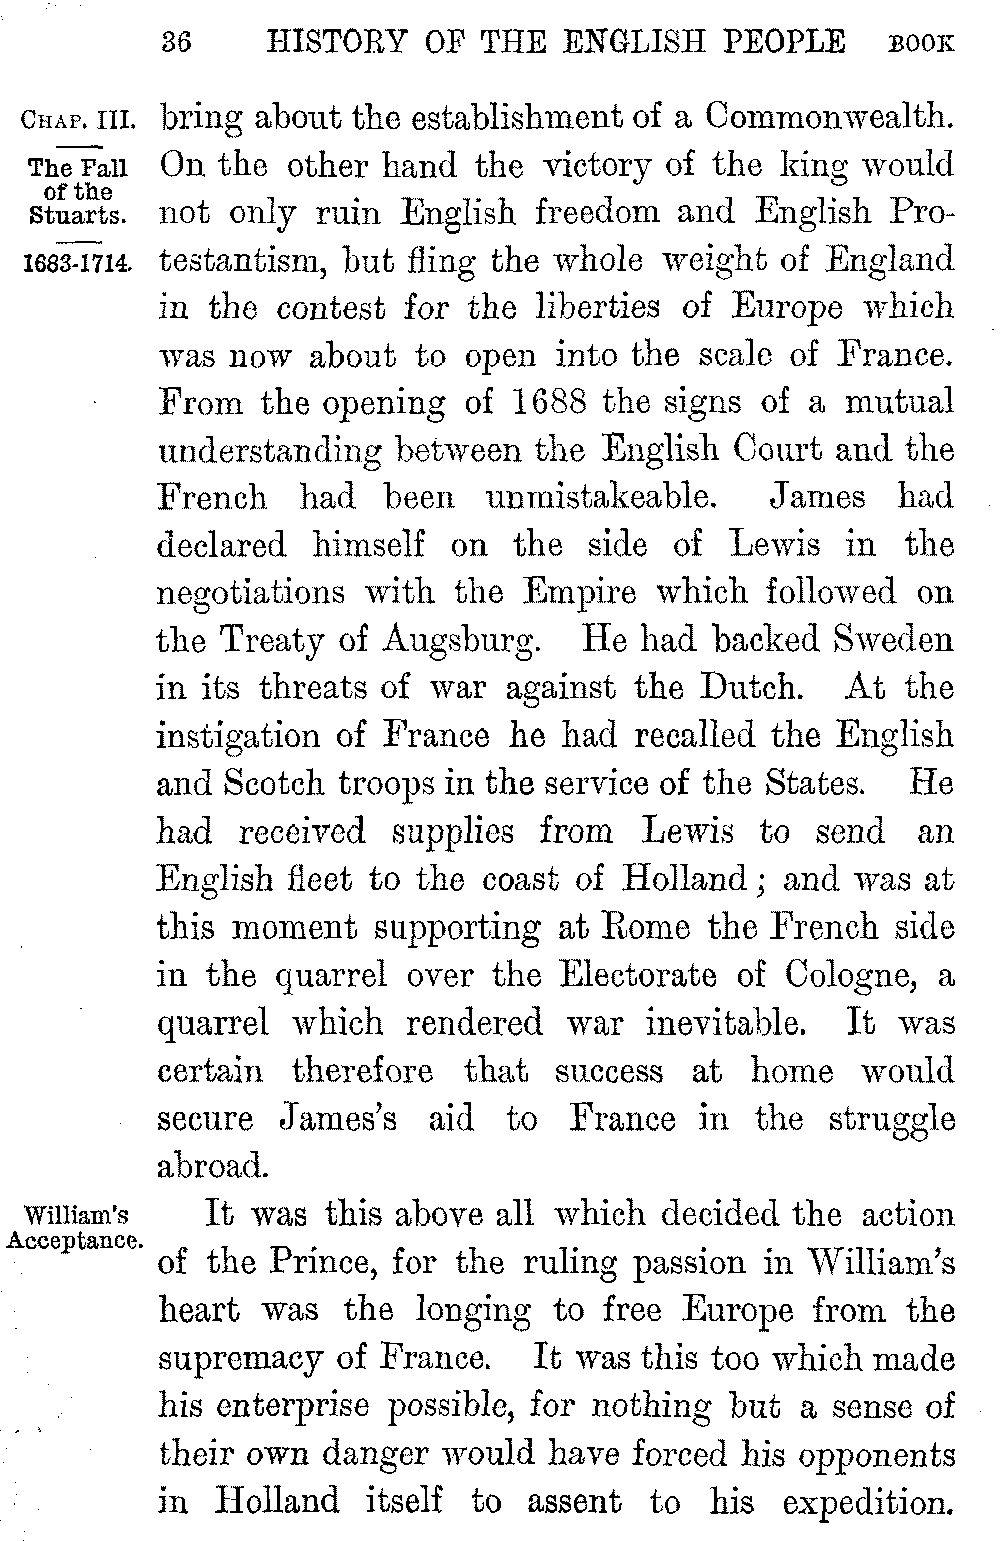 36 HISTORY OF THE ENGLISH PEOPLE BOOK
CHAP. III.
The Fall
of the
Stuarts.
1683-1714.
bring about the establishment of a Commonwealth.
On the other hand the victory of the king would
not only ruin English freedom and English Pro-
testantism, but fling the whole weight of England
in the contest for the liberties of Europe which
was now about to open into the scale of France.
From the opening of 1688 the signs of a mutual
understanding between the English Court and the
French had been unmistakeable. James had
declared himself on the side of Lewis in the
negotiations with the Empire which followed on
the Treaty of Augsburg. He had backed Sweden
in its threats of war against the Dutch. At the
instigation of France he had recalled the English
and Scotch troops in the service of the States. He
had received supplies from Lewis to send an
English fleet to the coast of Holland; and was at
this moment supporting at Rome the French side
in the quarrel over the Electorate of Cologne, a
quarrel which rendered war inevitable. It was
certain therefore that success at home would
secure James's aid to France in the struggle
abroad.
William's
Acceptance.
It was this above all which decided the action
of the Prince, for the ruling passion in William's
heart was the longing to free Europe from the
supremacy of France. It was this too which made
his enterprise possible, for nothing but a sense of
their own danger would have forced his opponents
in Holland itself to assent to his expedition.